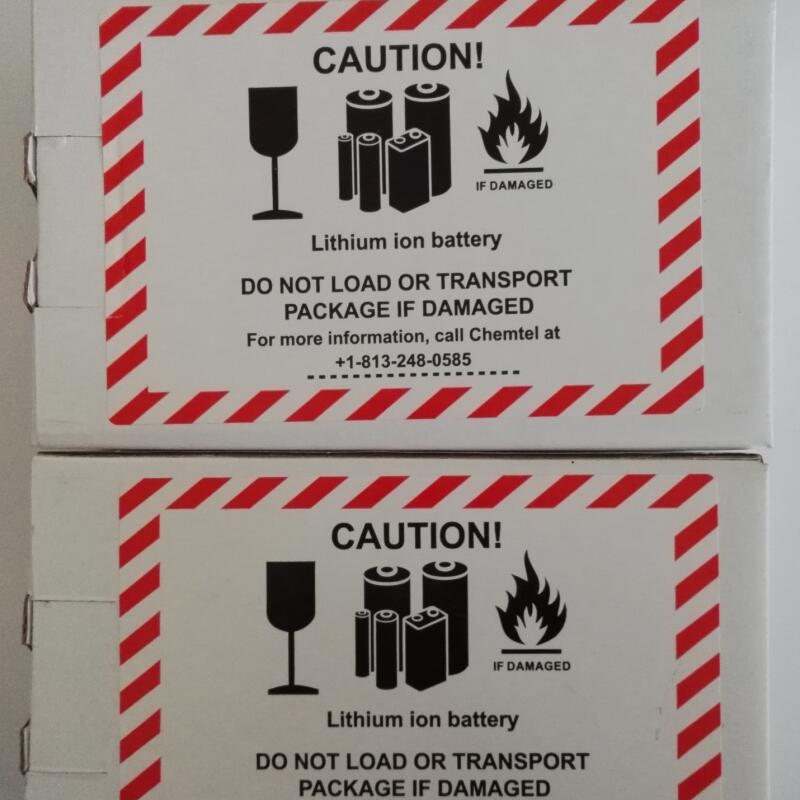 CAUTION!
IF DAMAGED
Lithium ion battery
DO NOT LOAD OR TRANSPORT
PACKAGE IF DAMAGED
For more information, call Chemtel at
+1-813-248-0585
CAUTION!
IF DAMAGED
Lithium ion battery
DO NOT LOAD OR TRANSPORT
PACKAGE IF DAMAGED